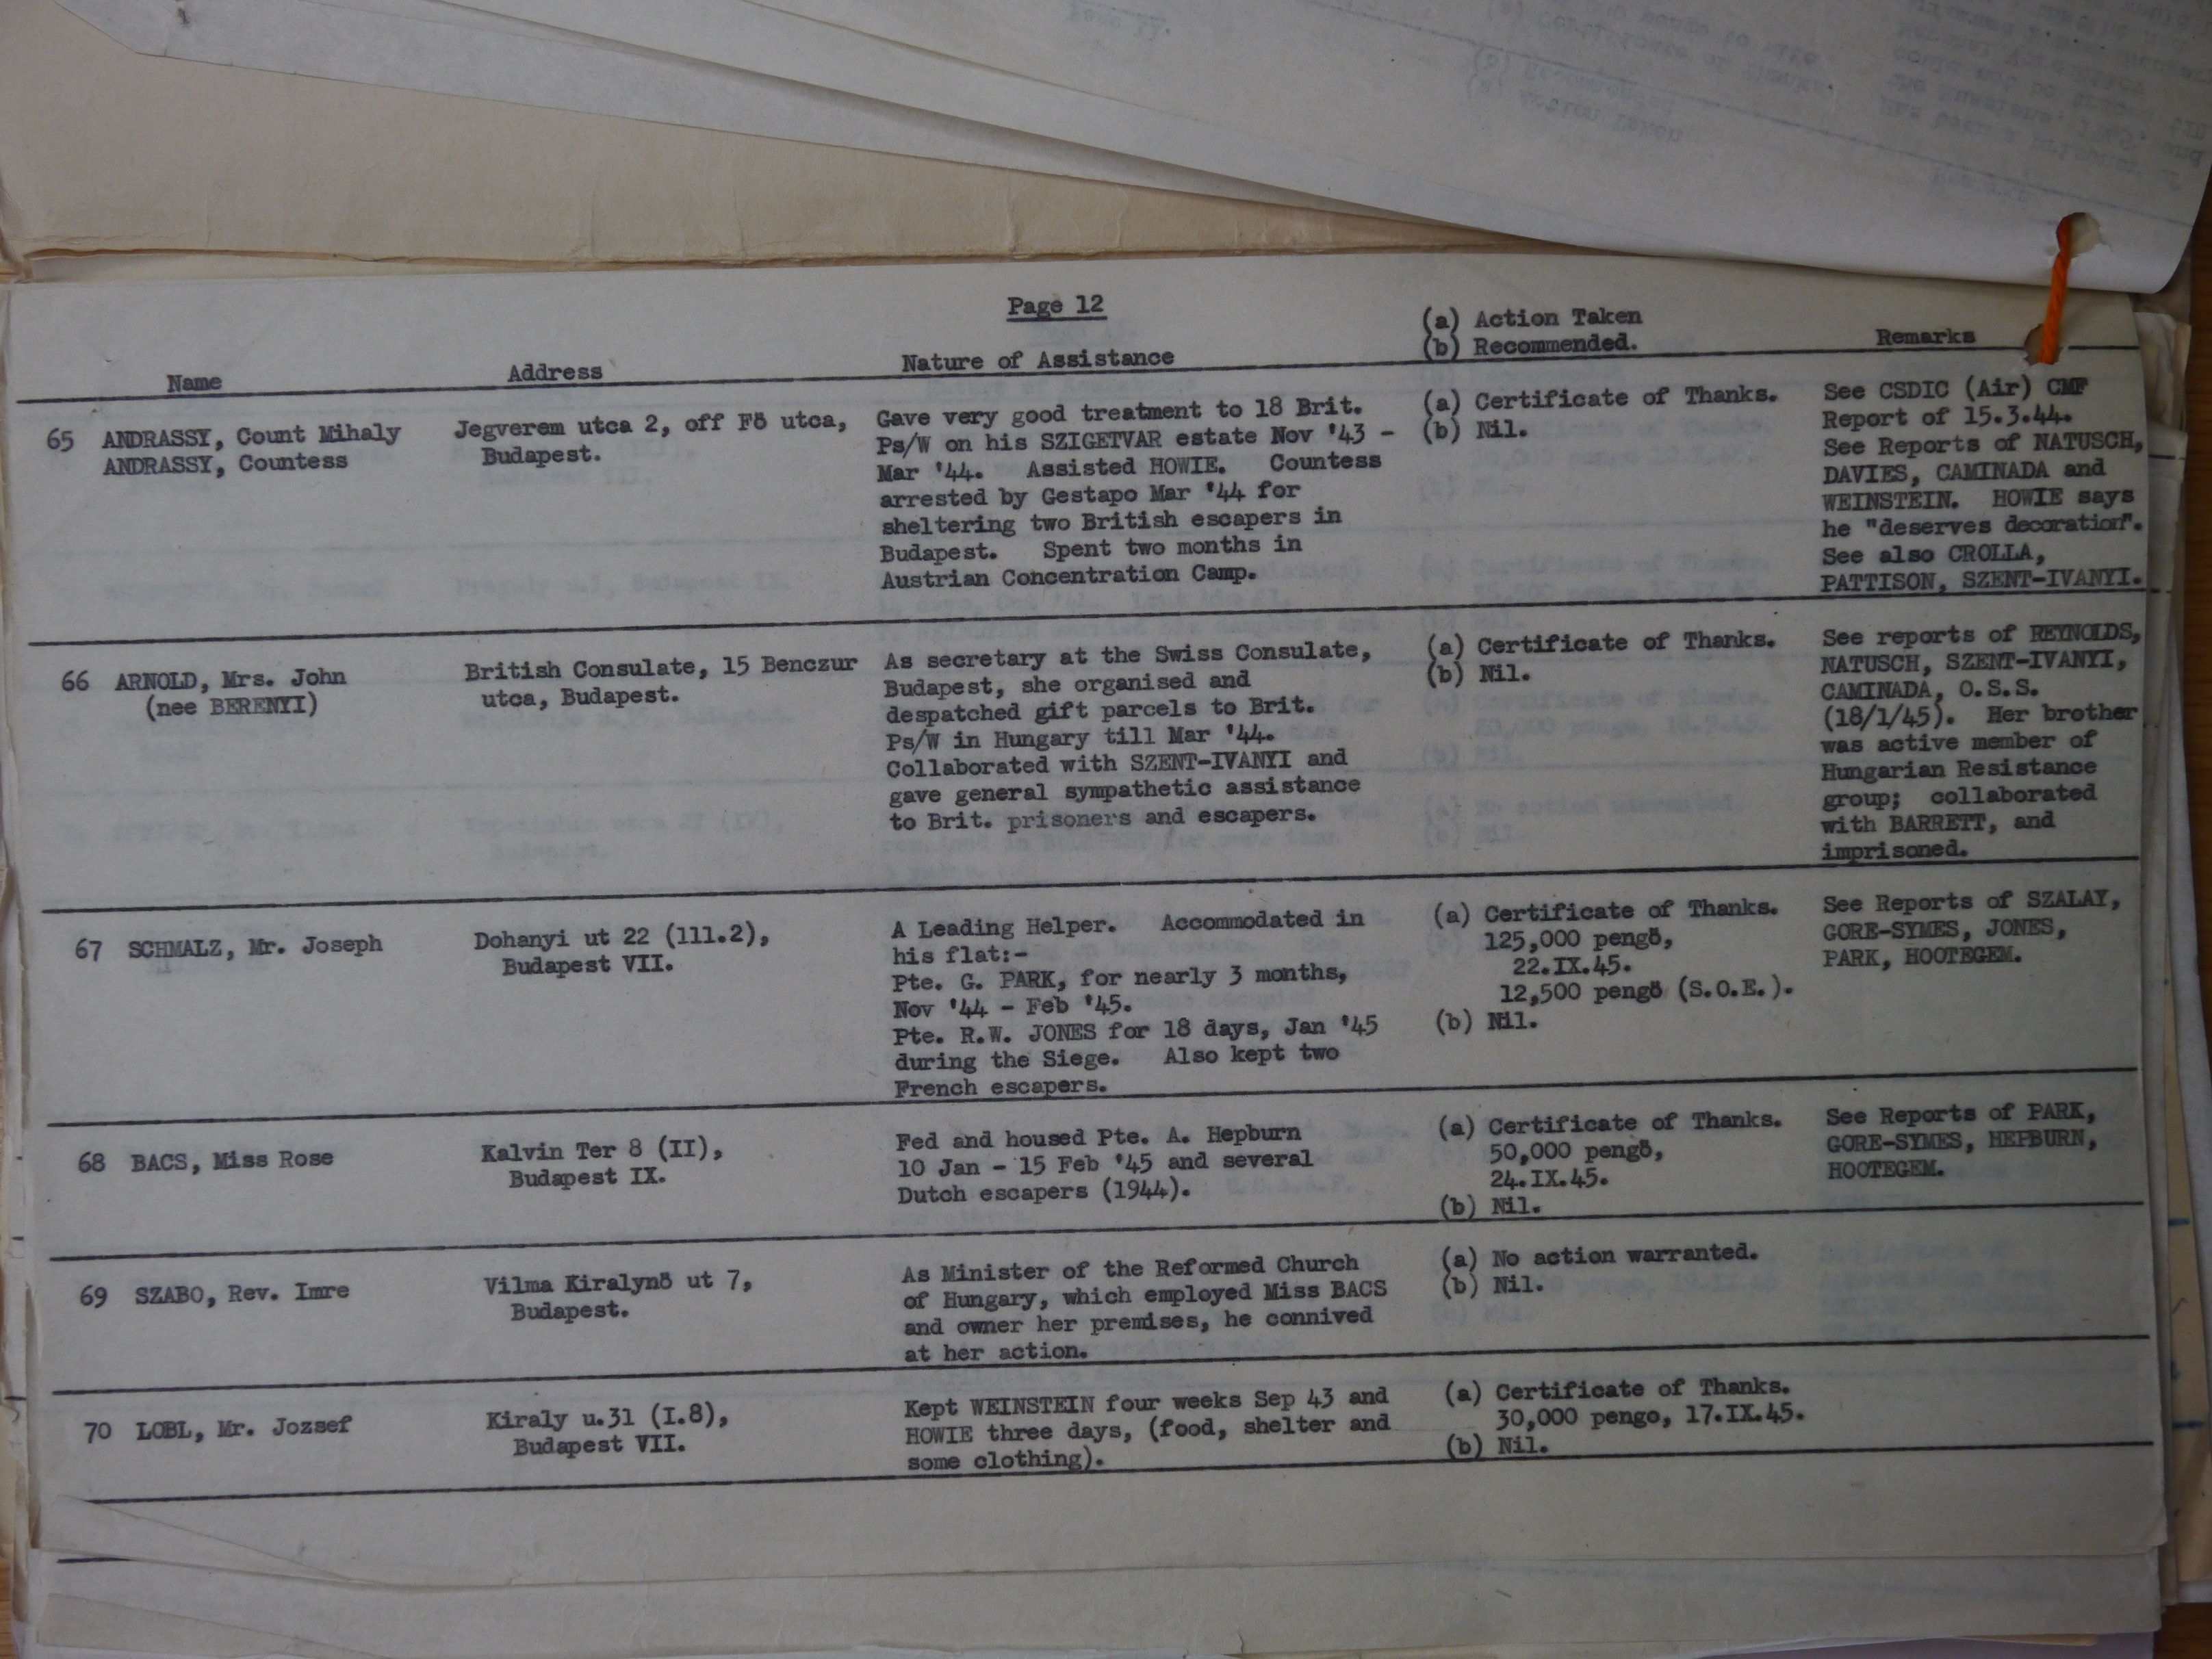 Page 12
Name
Address
Nature of Assistance
(a) Action Taken
(b) Recommended.
Remarks
65 ANDRASSY, Count Mihaly
ANDRASSY, Countess
Jegverem utca 2, off Fö utca,
Budapest.
Gave very good treatment to 18 Brit.
Ps/W on his SZIGETVAR estate Nov '43 -
Mar '44. Assisted HOWIE. Countess
arrested by Gestapo Mar '44 for
sheltering two British escapers in
Budapest. Spent two months in
Austrian Concentration Camp.
(a) Certificate of Thanks.
(b) Nil.
See CSDIC (Air) CMF
Report of 15.3.44.
See Reports of NATUSCH,
DAVIES, CAMINADA and
WEINSTEIN. HOWIE says
he "deserves decoration".
See also CROLLA,
PATTISON, SZENT-IVANYI.
66 ARNOLD, Mrs. John
(nee BERENYI)
British Consulate, 15 Benczur
utca, Budapest.
As secretary at the Swiss Consulate,
Budapest, she organised and
despatched gift parcels to Brit.
Ps/W in Hungary till Mar '44.
Collaborated with SZENT-IVANYI and
gave general sympathetic assistance
to Brit. prisoners and escapers.
(a) Certificate of Thanks.
(b) Nil.
See reports of REYNOLDS,
NATUSCH, SZENT-IVANYI,
CAMINADA, O.S.S.
(18/1/45). Her brother
was active member of
Hungarian Resistance
group; collaborated
with BARRETT, and
imprisoned.
67 SCHMALZ, Mr. Joseph
Dohanyi ut 22 (111.2),
Budapest VII.
A Leading Helper. Accommodated in
his flat:-
Pte. G. PARK, for nearly 3 months,
Nov '44 - Feb '45.
Pte. R.W. JONES for 18 days, Jan '45
during the Siege. Also kept two
French escapers.
(a) Certificate of Thanks.
125,000 pengö,
22.IX.45.
12,500 pengö (S.O.E.).
(b) Nil.
See Reports of SZALAY,
GORE-SYMES, JONES,
PARK, HOOTEGEM.
68 BACS, Miss Rose
Kalvin Ter 8 (II),
Budapest IX.
Fed and housed Pte. A. Hepburn
10 Jan - 15 Feb '45 and several
Dutch escapers (1944).
(a) Certificate of Thanks.
50,000 pengö,
24.IX.45.
(b) Nil.
See Reports of PARK,
GORE-SYMES, HEPBURN,
HOOTEGEM.
69 SZABO, Rev. Imre
Vilma Kiralynö ut 7,
Budapest.
As Minister of the Reformed Church
of Hungary, which employed Miss BACS
and owner her premises, he connived
at her action.
(a) No action warranted.
(b) Nil.
70 LOBL, Mr. Jozsef
Kiraly u.31 (I.8),
Budapest VII.
Kept WEINSTEIN four weeks Sep 43 and
HOWIE three days, (food, shelter and
some clothing).
(a) Certificate of Thanks.
30,000 pengo, 17.IX.45.
(b) Nil.